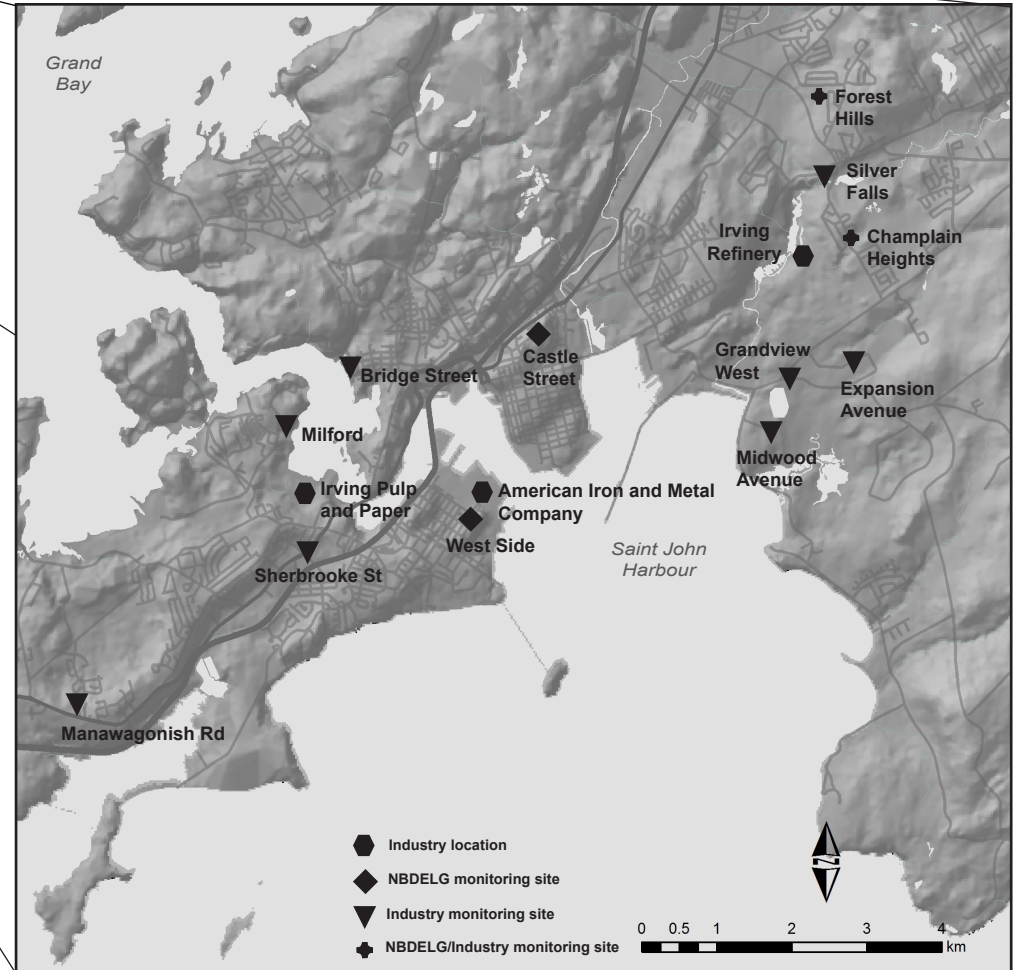 Grand
Bay
Forest
Hills
Silver
Falls
Irving
Refinery
Champlain
Heights
Castle
Street
Grandview
West
Bridge Street
Expansion
Avenue
Milford
Midwood
Avenue
Irving Pulp
and Paper
American Iron and Metal
Company
West Side
Saint John
Harbour
Sherbrooke St
Manawagonish Rd
Industry location
NBDELG monitoring site
Industry monitoring site
NBDELG/Industry monitoring site
N
0 0.5 1 2 3 4
km